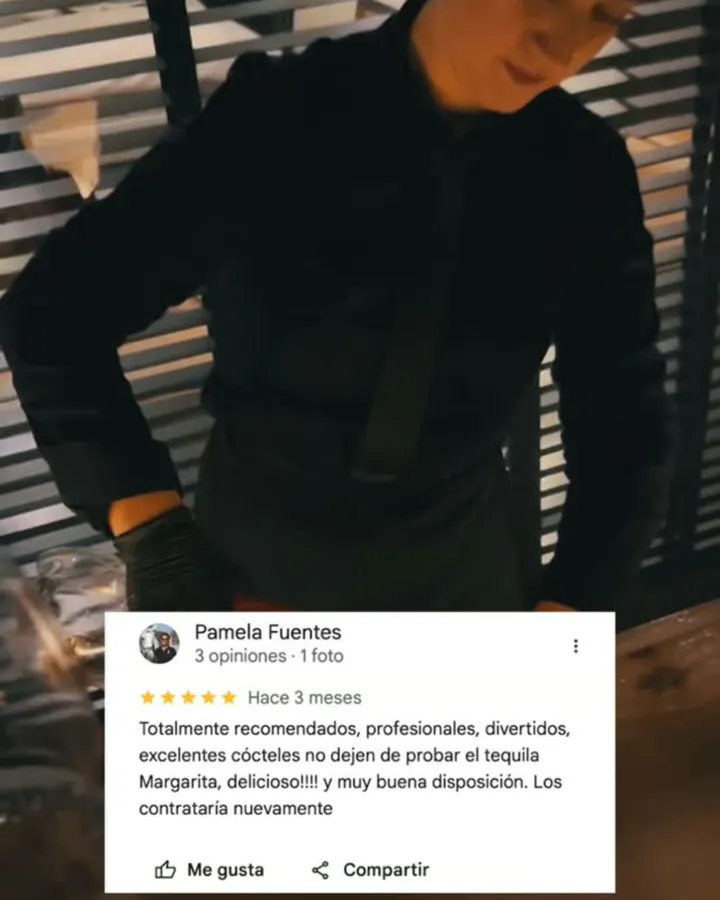 Pamela Fuentes
3 opiniones · 1 foto
Hace 3 meses
Totalmente recomendados, profesionales, divertidos,
excelentes cócteles no dejen de probar el tequila
Margarita, delicioso!!!! y muy buena disposición. Los
contrataría nuevamente
Me gusta
Compartir